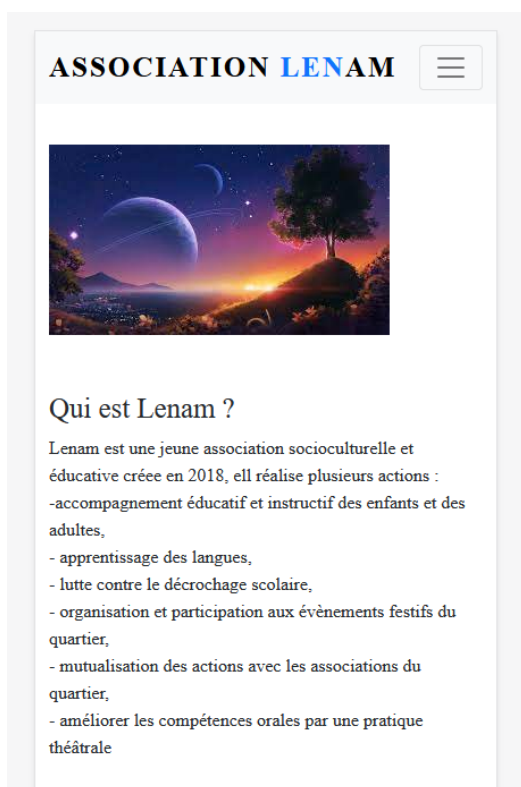 ASSOCIATION LENAM
Qui est Lenam ?
Lenam est une jeune association socioculturelle et
éducative créee en 2018, ell réalise plusieurs actions :
-accompagnement éducatif et instructif des enfants et des
adultes,
- apprentissage des langues,
- lutte contre le décrochage scolaire,
- organisation et participation aux évènements festifs du
quartier,
- mutualisation des actions avec les associations du
quartier,
- améliorer les compétences orales par une pratique
théâtrale